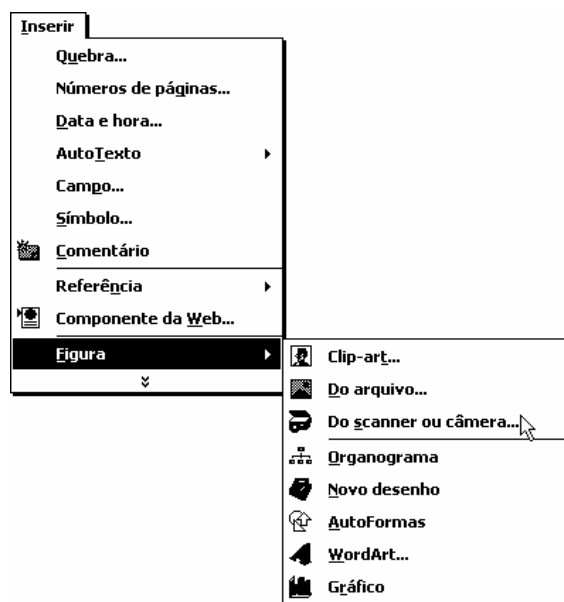 Inserir
Quebra...
Números de páginas...
Data e hora...
AutoTexto
Campo...
Símbolo...
Comentário
Referência
Componente da Web...
Figura
Clip-art...
Do arquivo...
Do scanner ou câmera...
Organograma
Novo desenho
AutoFormas
WordArt...
Gráfico